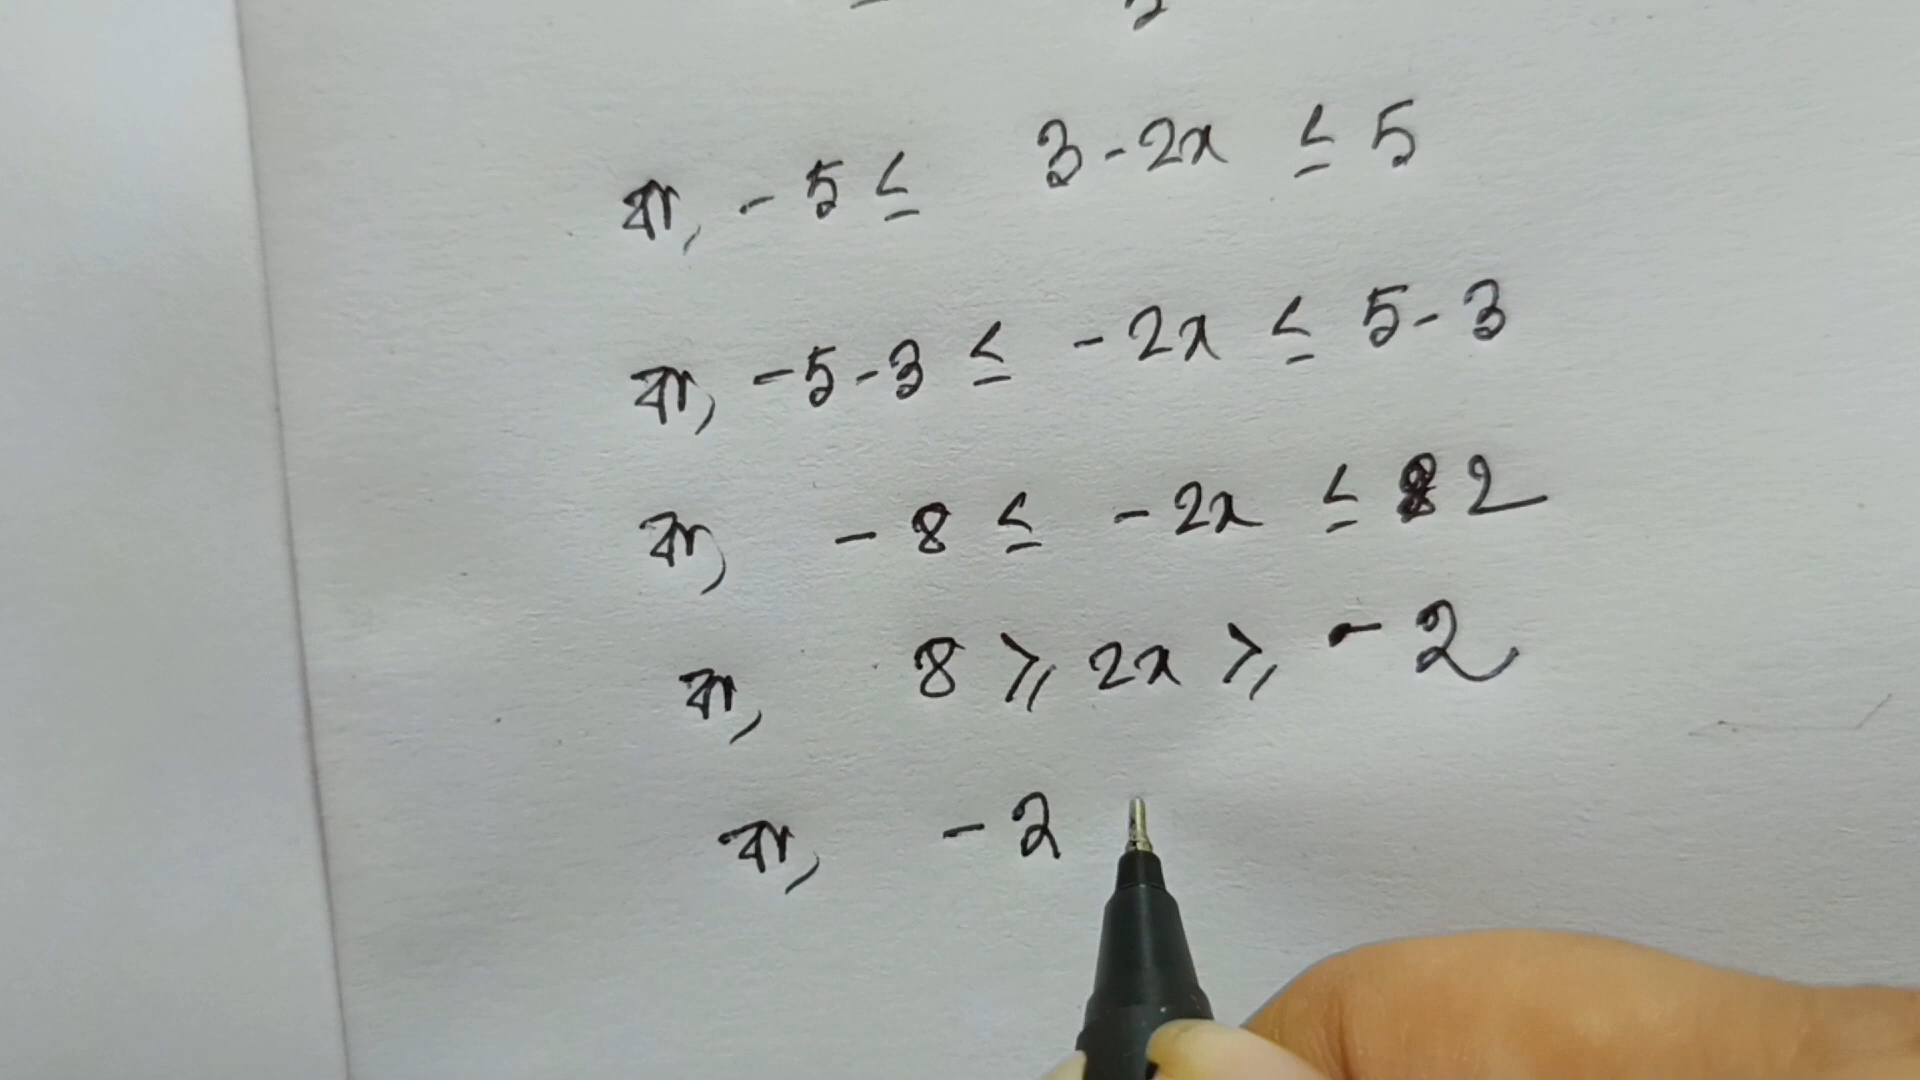 বা, - 5 ≤ 3 - 2x ≤ 5
বা, - 5 - 3 ≤ - 2x ≤ 5 - 3
বা, - 8 ≤ - 2x ≤ 2
বা, 8 ≥ 2x ≥ - 2
বা, - 2